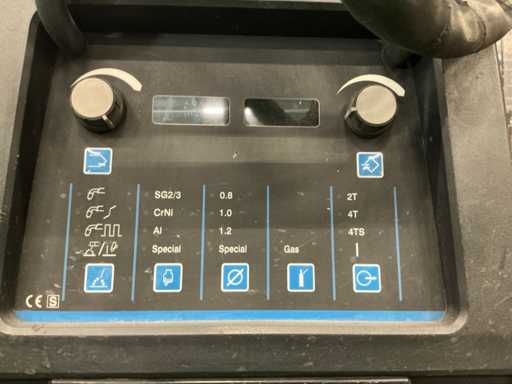 SG2/3 0.8 2T
CrNi 1.0 4T
Al 1.2 4TS
Special Special Gas
CE S